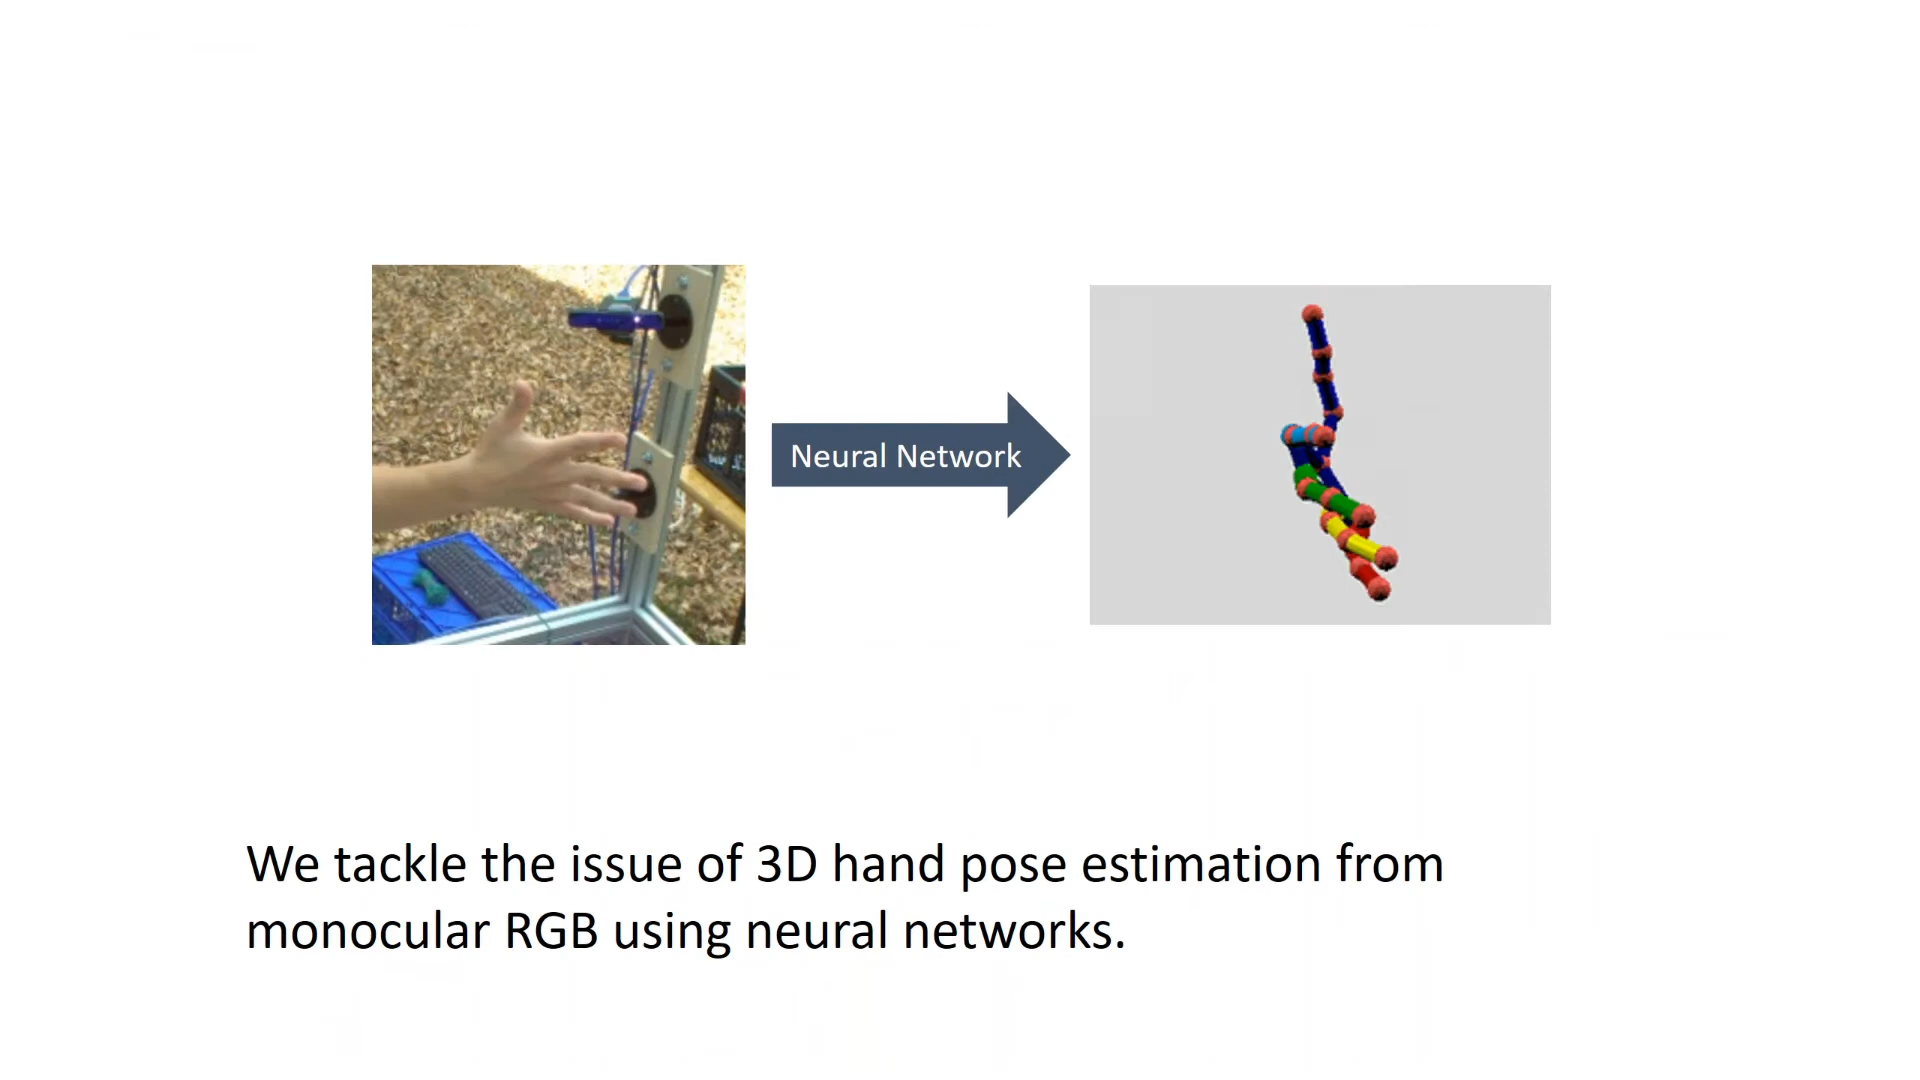 Neural Network
We tackle the issue of 3D hand pose estimation from
monocular RGB using neural networks.